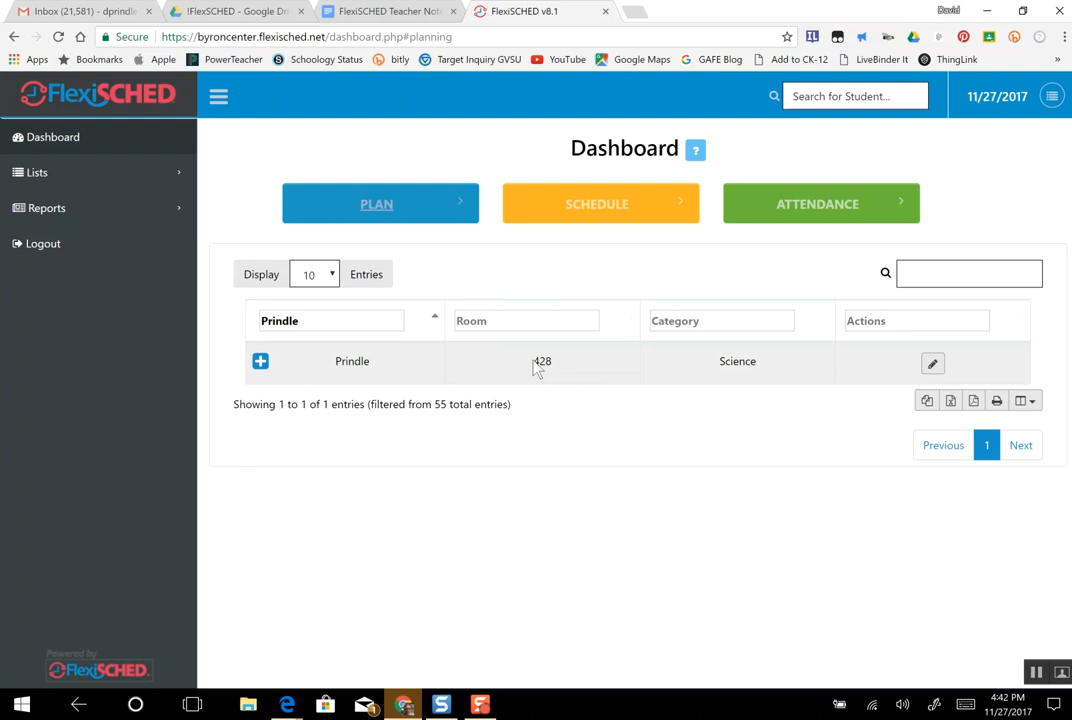 Inbox (21,581) - dprindle
!FlexSCHED - Google Dri
FlexiSCHED Teacher Note
FlexiSCHED v8.1
David
Secure
https://byroncenter.flexisched.net/dashboard.php#planning
Apps
Bookmarks
Apple
PowerTeacher
Schoology Status
bitly
Target Inquiry GVSU
YouTube
Google Maps
GAFE Blog
Add to CK-12
LiveBinder It
ThingLink
»
FlexiSCHED
Search for Student...
11/27/2017
Dashboard
Lists
Reports
Logout
Dashboard ?
PLAN
SCHEDULE
ATTENDANCE
Display 10 Entries
Prindle Room Category Actions
Prindle 428 Science
Showing 1 to 1 of 1 entries (filtered from 55 total entries)
Previous 1 Next
Powered by
FlexiSCHED
4:42 PM
11/27/2017